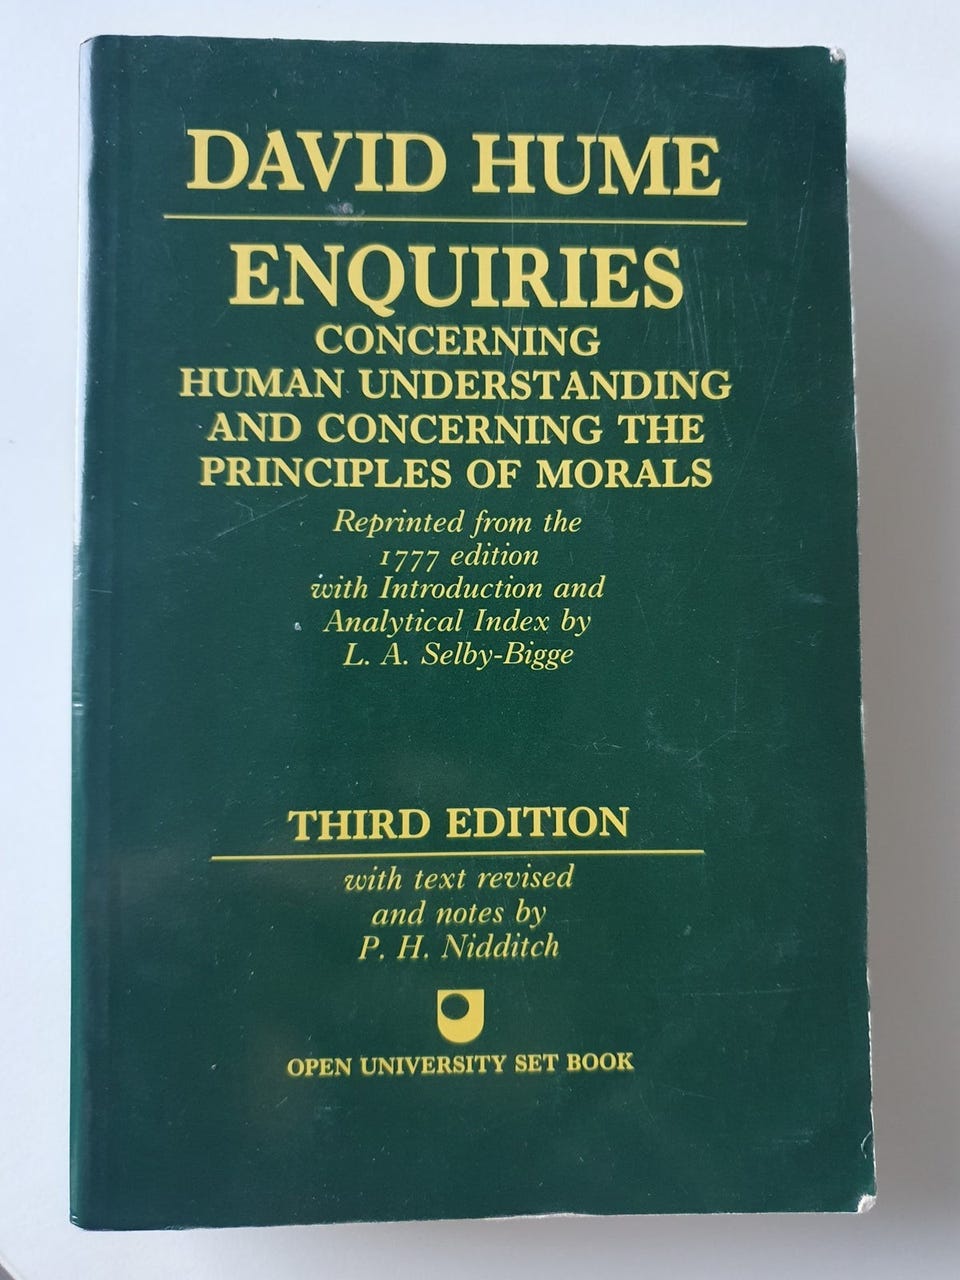 DAVID HUME
ENQUIRIES
CONCERNING
HUMAN UNDERSTANDING
AND CONCERNING THE
PRINCIPLES OF MORALS
Reprinted from the
1777 edition
with Introduction and
Analytical Index by
L. A. Selby-Bigge
THIRD EDITION
with text revised
and notes by
P. H. Nidditch
OPEN UNIVERSITY SET BOOK